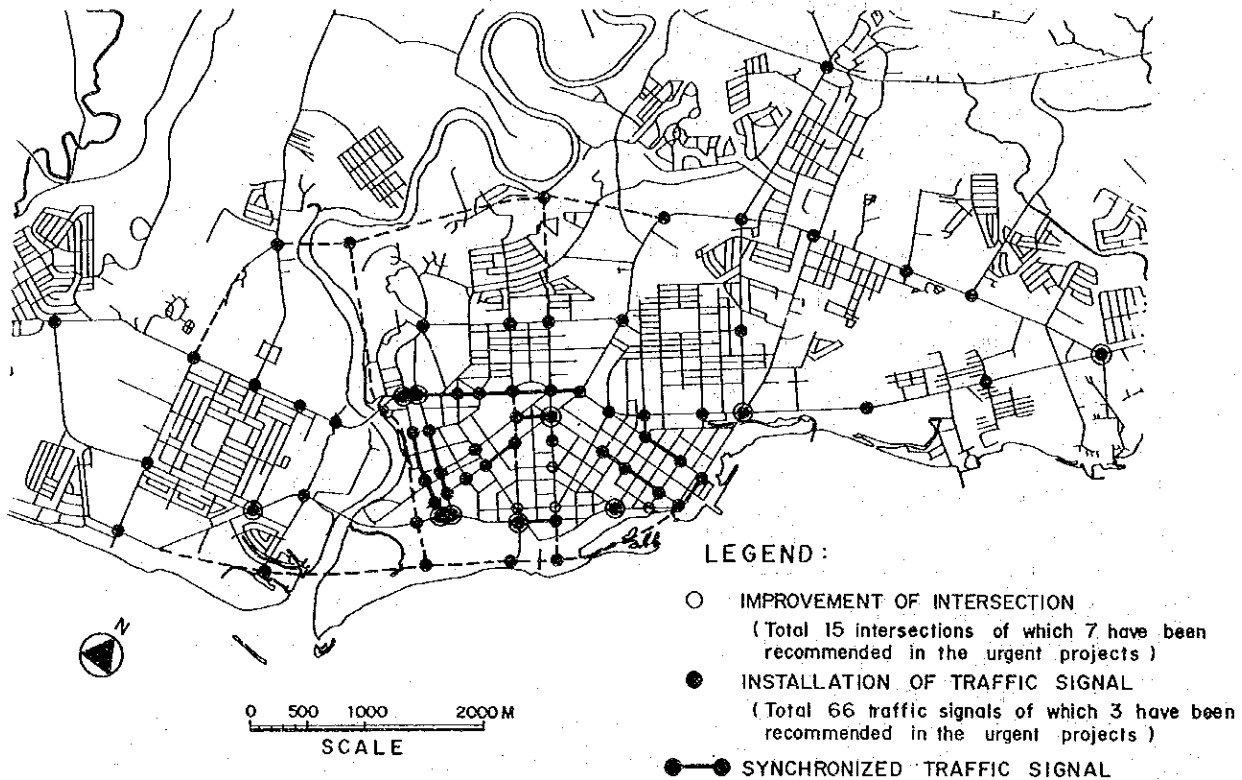 LEGEND:
IMPROVEMENT OF INTERSECTION
(Total 15 intersections of which 7 have been
recommended in the urgent projects)
INSTALLATION OF TRAFFIC SIGNAL
(Total 66 traffic signals of which 3 have been
recommended in the urgent projects)
SYNCHRONIZED TRAFFIC SIGNAL
N
0 500 1000 2000 M
SCALE